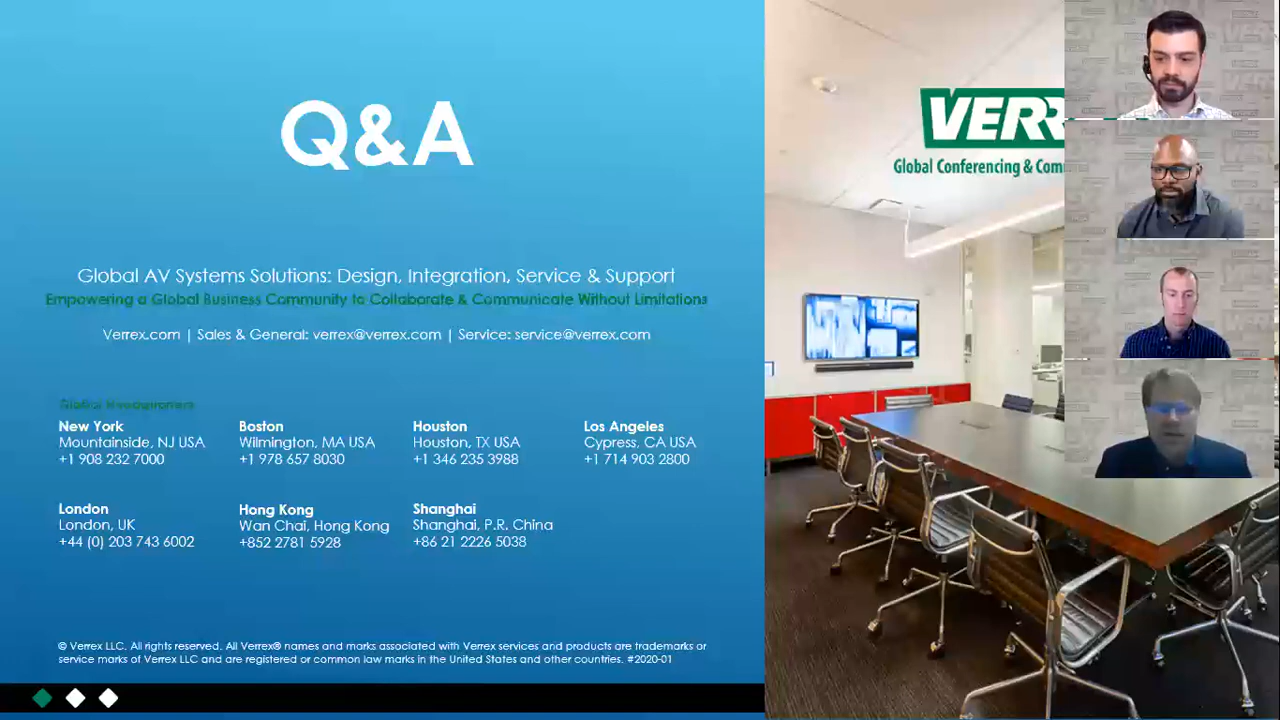 Q&A
VERR
Global Conferencing & Com
Global AV Systems Solutions: Design, Integration, Service & Support
Empowering a Global Business Community to Collaborate & Communicate Without Limitations
Verrex.com | Sales & General: verrex@verrex.com | Service: service@verrex.com
Global Headquarters
New York
Mountainside, NJ USA
+1 908 232 7000
Boston
Wilmington, MA USA
+1 978 657 8030
Houston
Houston, TX USA
+1 346 235 3988
Los Angeles
Cypress, CA USA
+1 714 903 2800
London
London, UK
+44 (0) 203 743 6002
Hong Kong
Wan Chai, Hong Kong
+852 2781 5928
Shanghai
Shanghai, P.R. China
+86 21 2226 5038
© Verrex LLC. All rights reserved. All Verrex® names and marks associated with Verrex services and products are trademarks or
service marks of Verrex LLC and are registered or common law marks in the United States and other countries. #2020-01